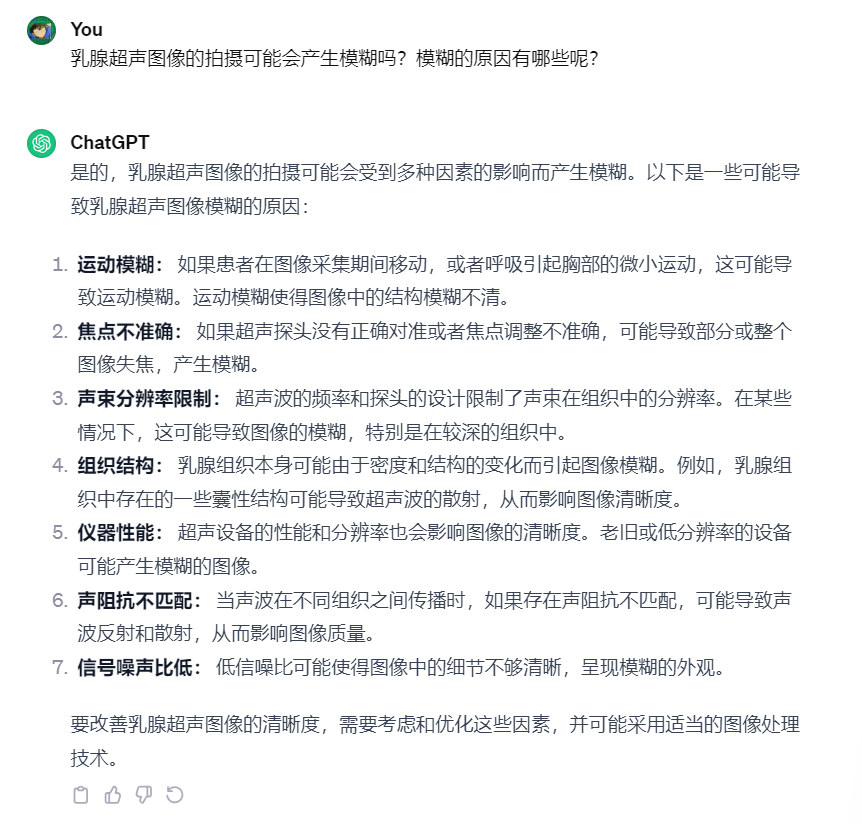 You
乳腺超声图像的拍摄可能会产生模糊吗？模糊的原因有哪些呢？
ChatGPT
是的，乳腺超声图像的拍摄可能会受到多种因素的影响而产生模糊。以下是一些可能导
致乳腺超声图像模糊的原因：
1. 运动模糊： 如果患者在图像采集期间移动，或者呼吸引起胸部的微小运动，这可能导
致运动模糊。运动模糊使得图像中的结构模糊不清。
2. 焦点不准确： 如果超声探头没有正确对准或者焦点调整不准确，可能导致部分或整个
图像失焦，产生模糊。
3. 声束分辨率限制： 超声波的频率和探头的设计限制了声束在组织中的分辨率。在某些
情况下，这可能导致图像的模糊，特别是在较深的组织中。
4. 组织结构： 乳腺组织本身可能由于密度和结构的变化而引起图像模糊。例如，乳腺组
织中存在的一些囊性结构可能导致超声波的散射，从而影响图像清晰度。
5. 仪器性能： 超声设备的性能和分辨率也会影响图像的清晰度。老旧或低分辨率的设备
可能产生模糊的图像。
6. 声阻抗不匹配： 当声波在不同组织之间传播时，如果存在声阻抗不匹配，可能导致声
波反射和散射，从而影响图像质量。
7. 信号噪声比低： 低信噪比可能使得图像中的细节不够清晰，呈现模糊的外观。
要改善乳腺超声图像的清晰度，需要考虑和优化这些因素，并可能采用适当的图像处理
技术。